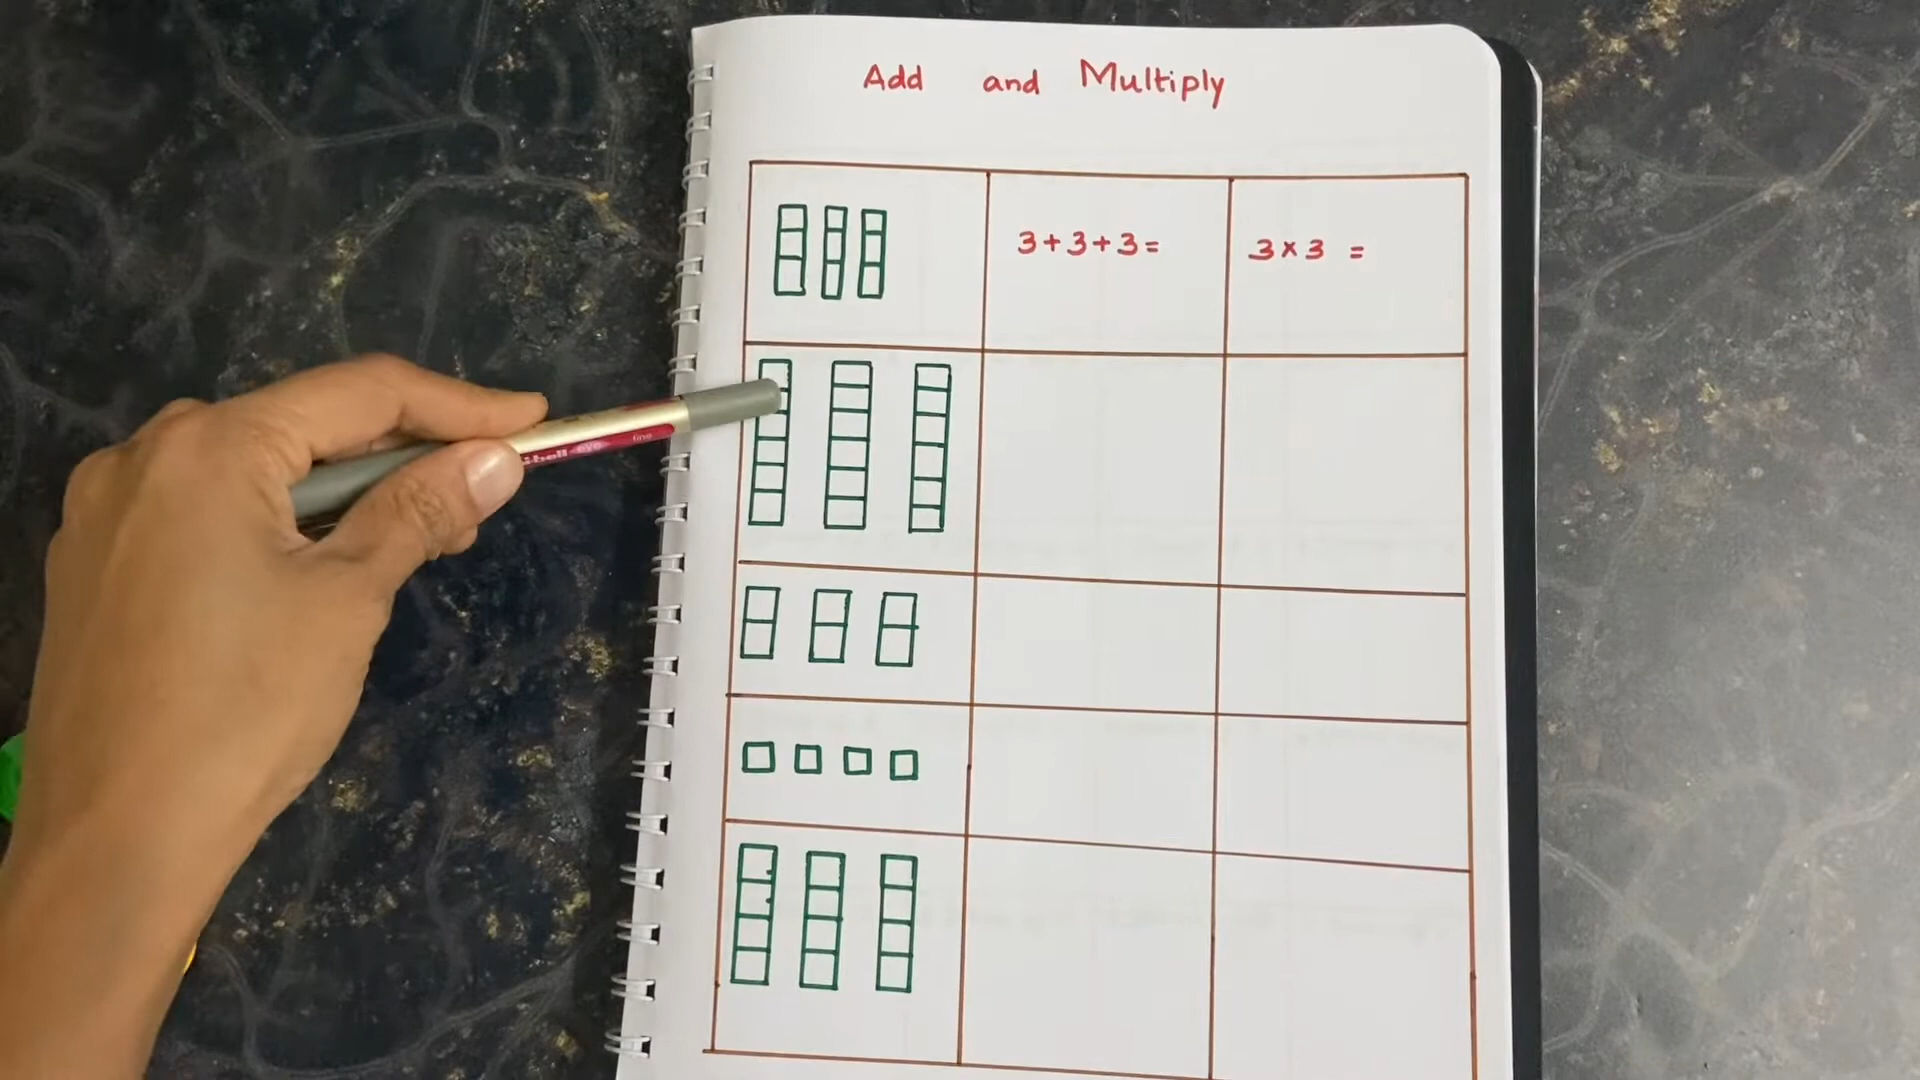 Add and Multiply
3+3+3=
3×3 =